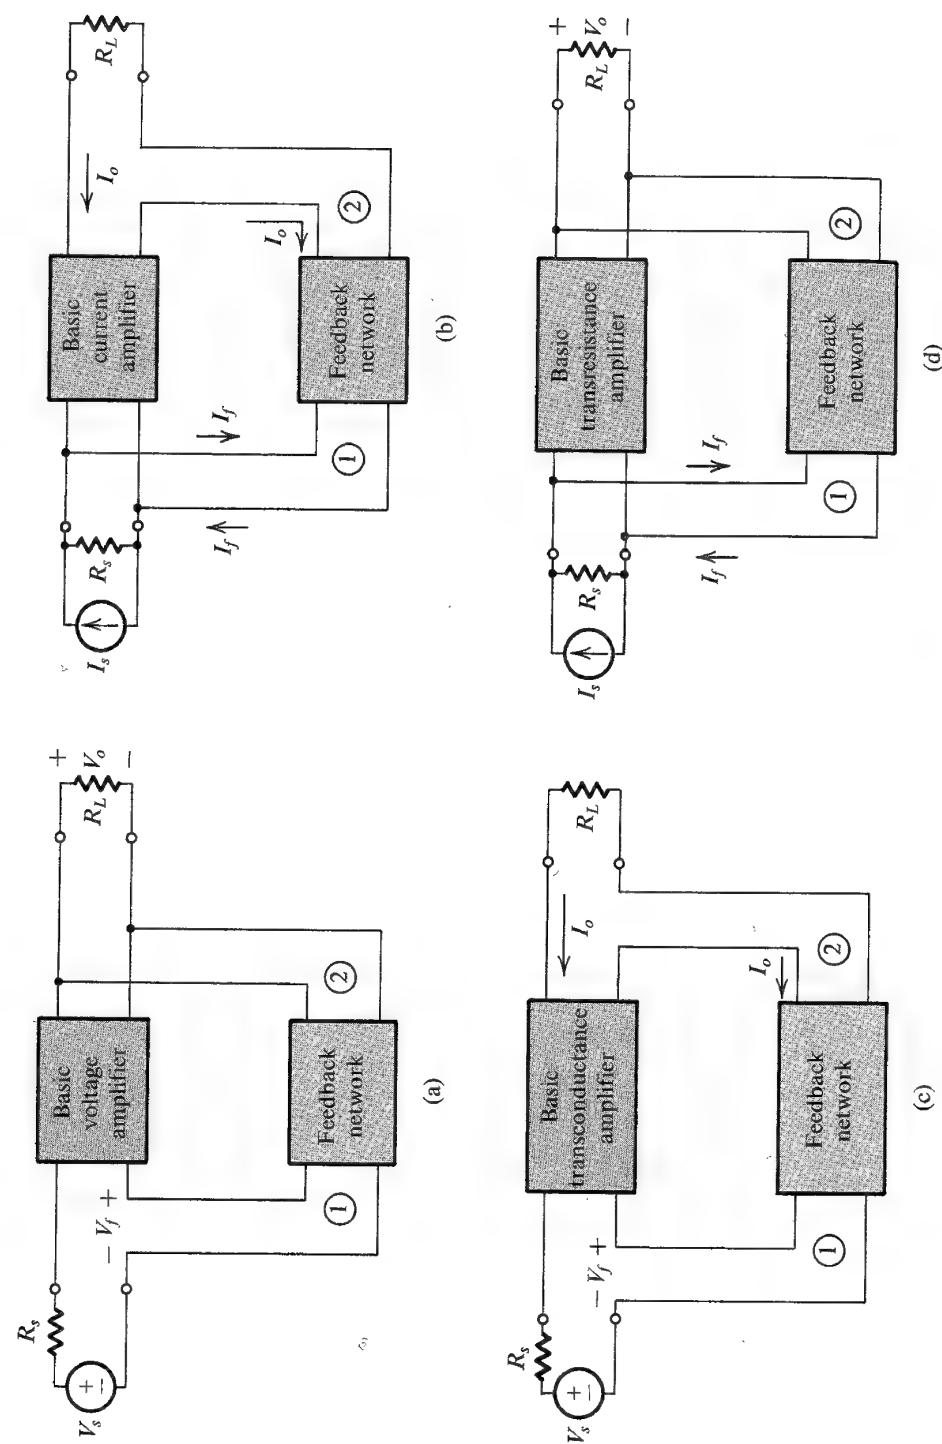 R_s
V_s
+
−
Basic
voltage
amplifier
− V_f +
Feedback
network
①
②
+
V_o
−
R_L
(a)
I_s
R_s
I_f
I_f
Basic
current
amplifier
Feedback
network
①
②
I_o
I_o
R_L
(b)
R_s
V_s
+
−
Basic
transconductance
amplifier
− V_f +
Feedback
network
①
②
I_o
I_o
R_L
(c)
I_s
R_s
I_f
I_f
Basic
transresistance
amplifier
Feedback
network
①
②
+
V_o
−
R_L
(d)